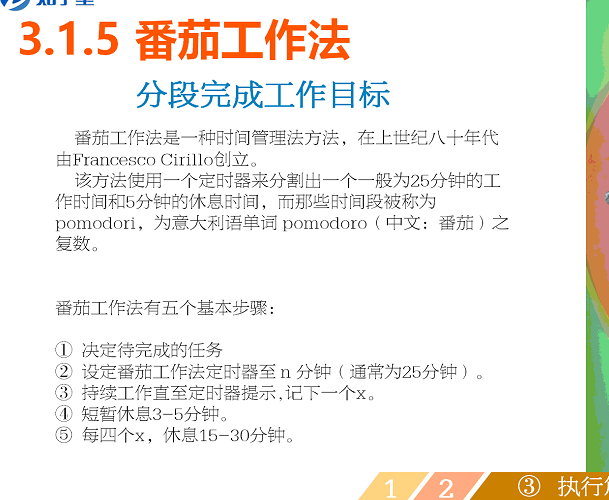 3.1.5 番茄工作法
分段完成工作目标
番茄工作法是一种时间管理法方法，在上世纪八十年代
由Francesco Cirillo创立。
该方法使用一个定时器来分割出一个一般为25分钟的工
作时间和5分钟的休息时间，而那些时间段被称为
pomodori，为意大利语单词 pomodoro（中文：番茄）之
复数。
番茄工作法有五个基本步骤：
① 决定待完成的任务
② 设定番茄工作法定时器至 n 分钟（通常为25分钟）。
③ 持续工作直至定时器提示,记下一个x。
④ 短暂休息3-5分钟。
⑤ 每四个x，休息15-30分钟。
1 2 ③ 执行